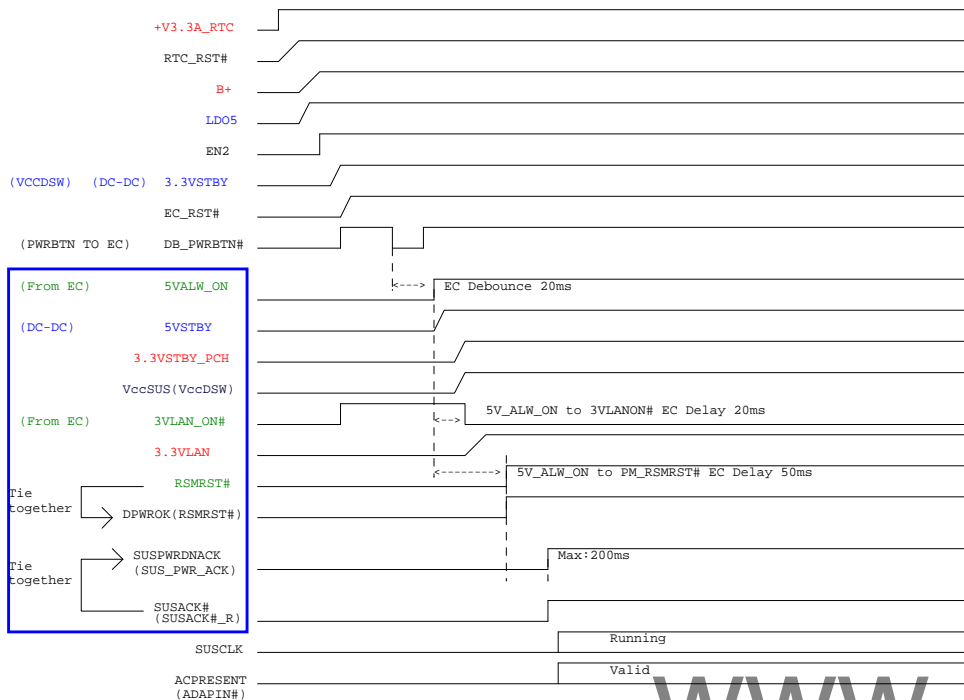 +V3.3A_RTC
RTC_RST#
B+
LDO5
EN2
(VCCDSW) (DC-DC) 3.3VSTBY
EC_RST#
(PWRBTN TO EC) DB_PWRBTN#
(From EC) 5VALW_ON
EC Debounce 20ms
(DC-DC) 5VSTBY
3.3VSTBY_PCH
VccSUS(VccDSW)
(From EC) 3VLAN_ON#
5V_ALW_ON to 3VLANON# EC Delay 20ms
3.3VLAN
5V_ALW_ON to PM_RSMRST# EC Delay 50ms
RSMRST#
Tie
together
DPWROK(RSMRST#)
SUSPWRDNACK
(SUS_PWR_ACK)
Max:200ms
Tie
together
SUSACK#
(SUSACK#_R)
SUSCLK
Running
ACPRESENT
(ADAPIN#)
Valid
WWW